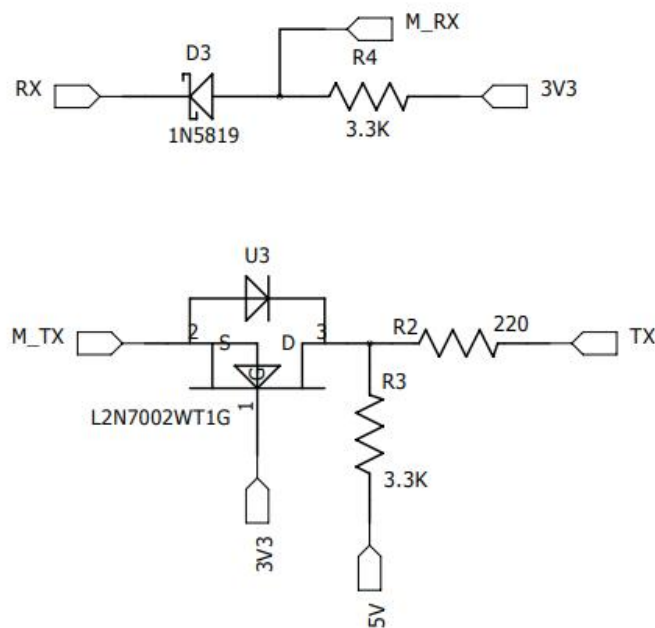 M_RX
D3
R4
RX
3V3
1N5819
3.3K
U3
M_TX
2
S
D
3
R2
220
TX
G
R3
1
L2N7002WT1G
3.3K
3V3
5V